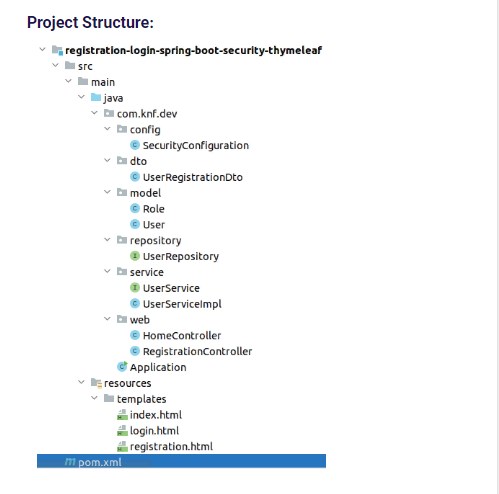 Project Structure:
registration-login-spring-boot-security-thymeleaf
src
main
java
com.knf.dev
config
SecurityConfiguration
dto
UserRegistrationDto
model
Role
User
repository
UserRepository
service
UserService
UserServiceImpl
web
HomeController
RegistrationController
Application
resources
templates
index.html
login.html
registration.html
pom.xml